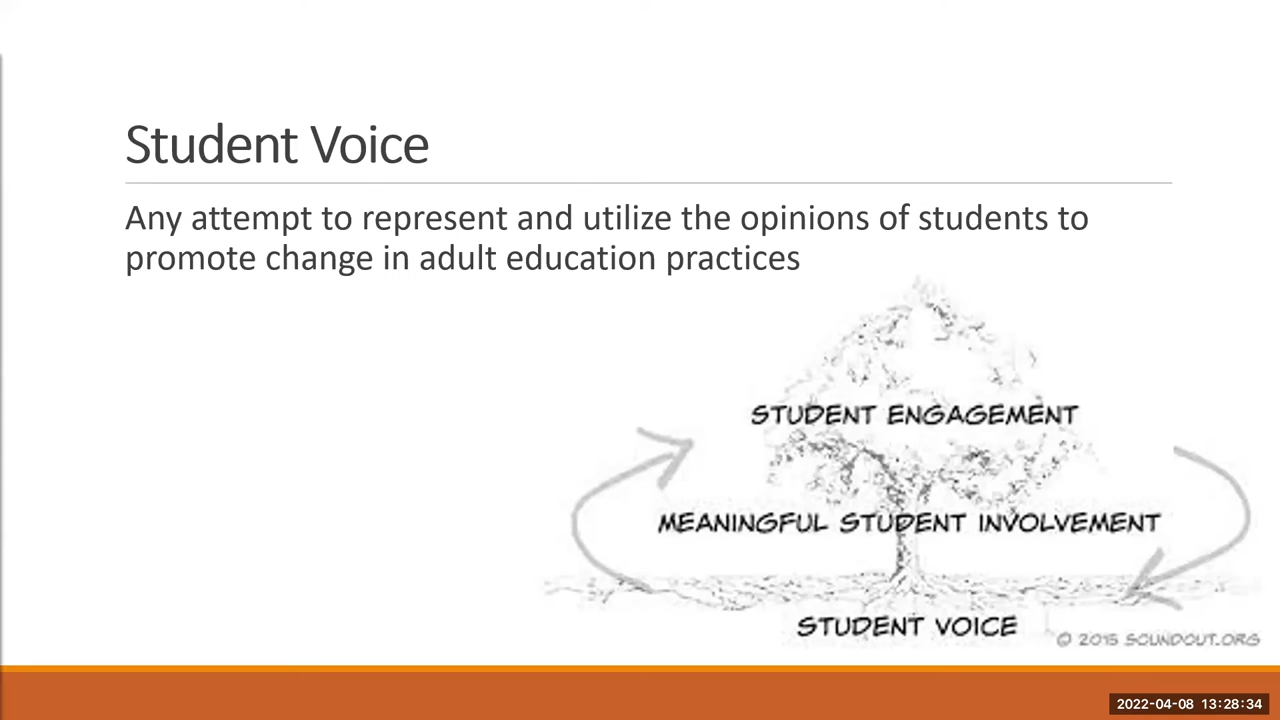 Student Voice
Any attempt to represent and utilize the opinions of students to
promote change in adult education practices
STUDENT ENGAGEMENT
MEANINGFUL STUDENT INVOLVEMENT
STUDENT VOICE
© 2015 SOUNDOUT.ORG
2022-04-08 13:28:34